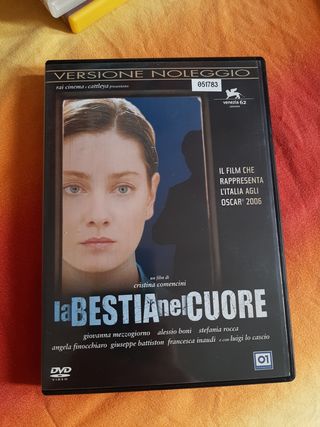 VERSIONE NOLEGGIO
rai cinema e cattleya presentano
051783
venezia 62
IL FILM CHE
RAPPRESENTA
L'ITALIA AGLI
OSCAR® 2006
un film di
cristina comencini
la BESTIA nel CUORE
giovanna mezzogiorno alessio boni stefania rocca
angela finocchiaro giuseppe battiston francesca inaudi e con luigi lo cascio
DVD
VIDEO
01